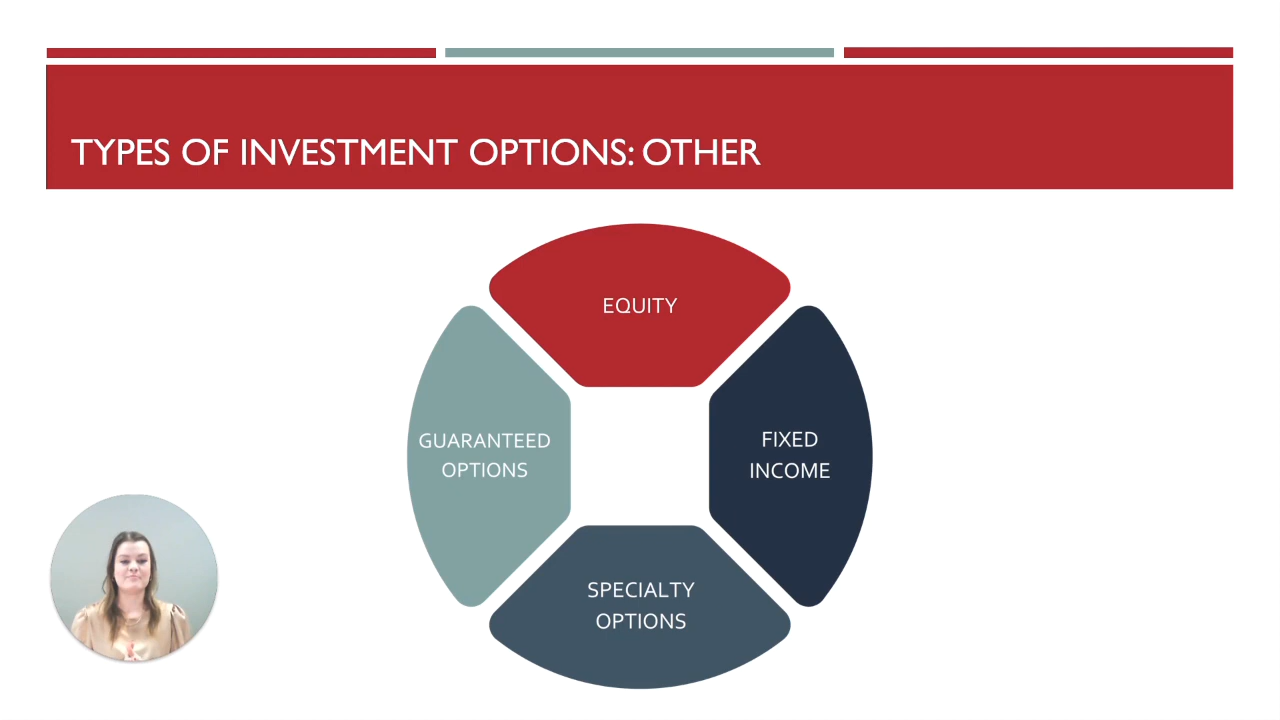 TYPES OF INVESTMENT OPTIONS: OTHER
EQUITY
GUARANTEED
OPTIONS
FIXED
INCOME
SPECIALTY
OPTIONS